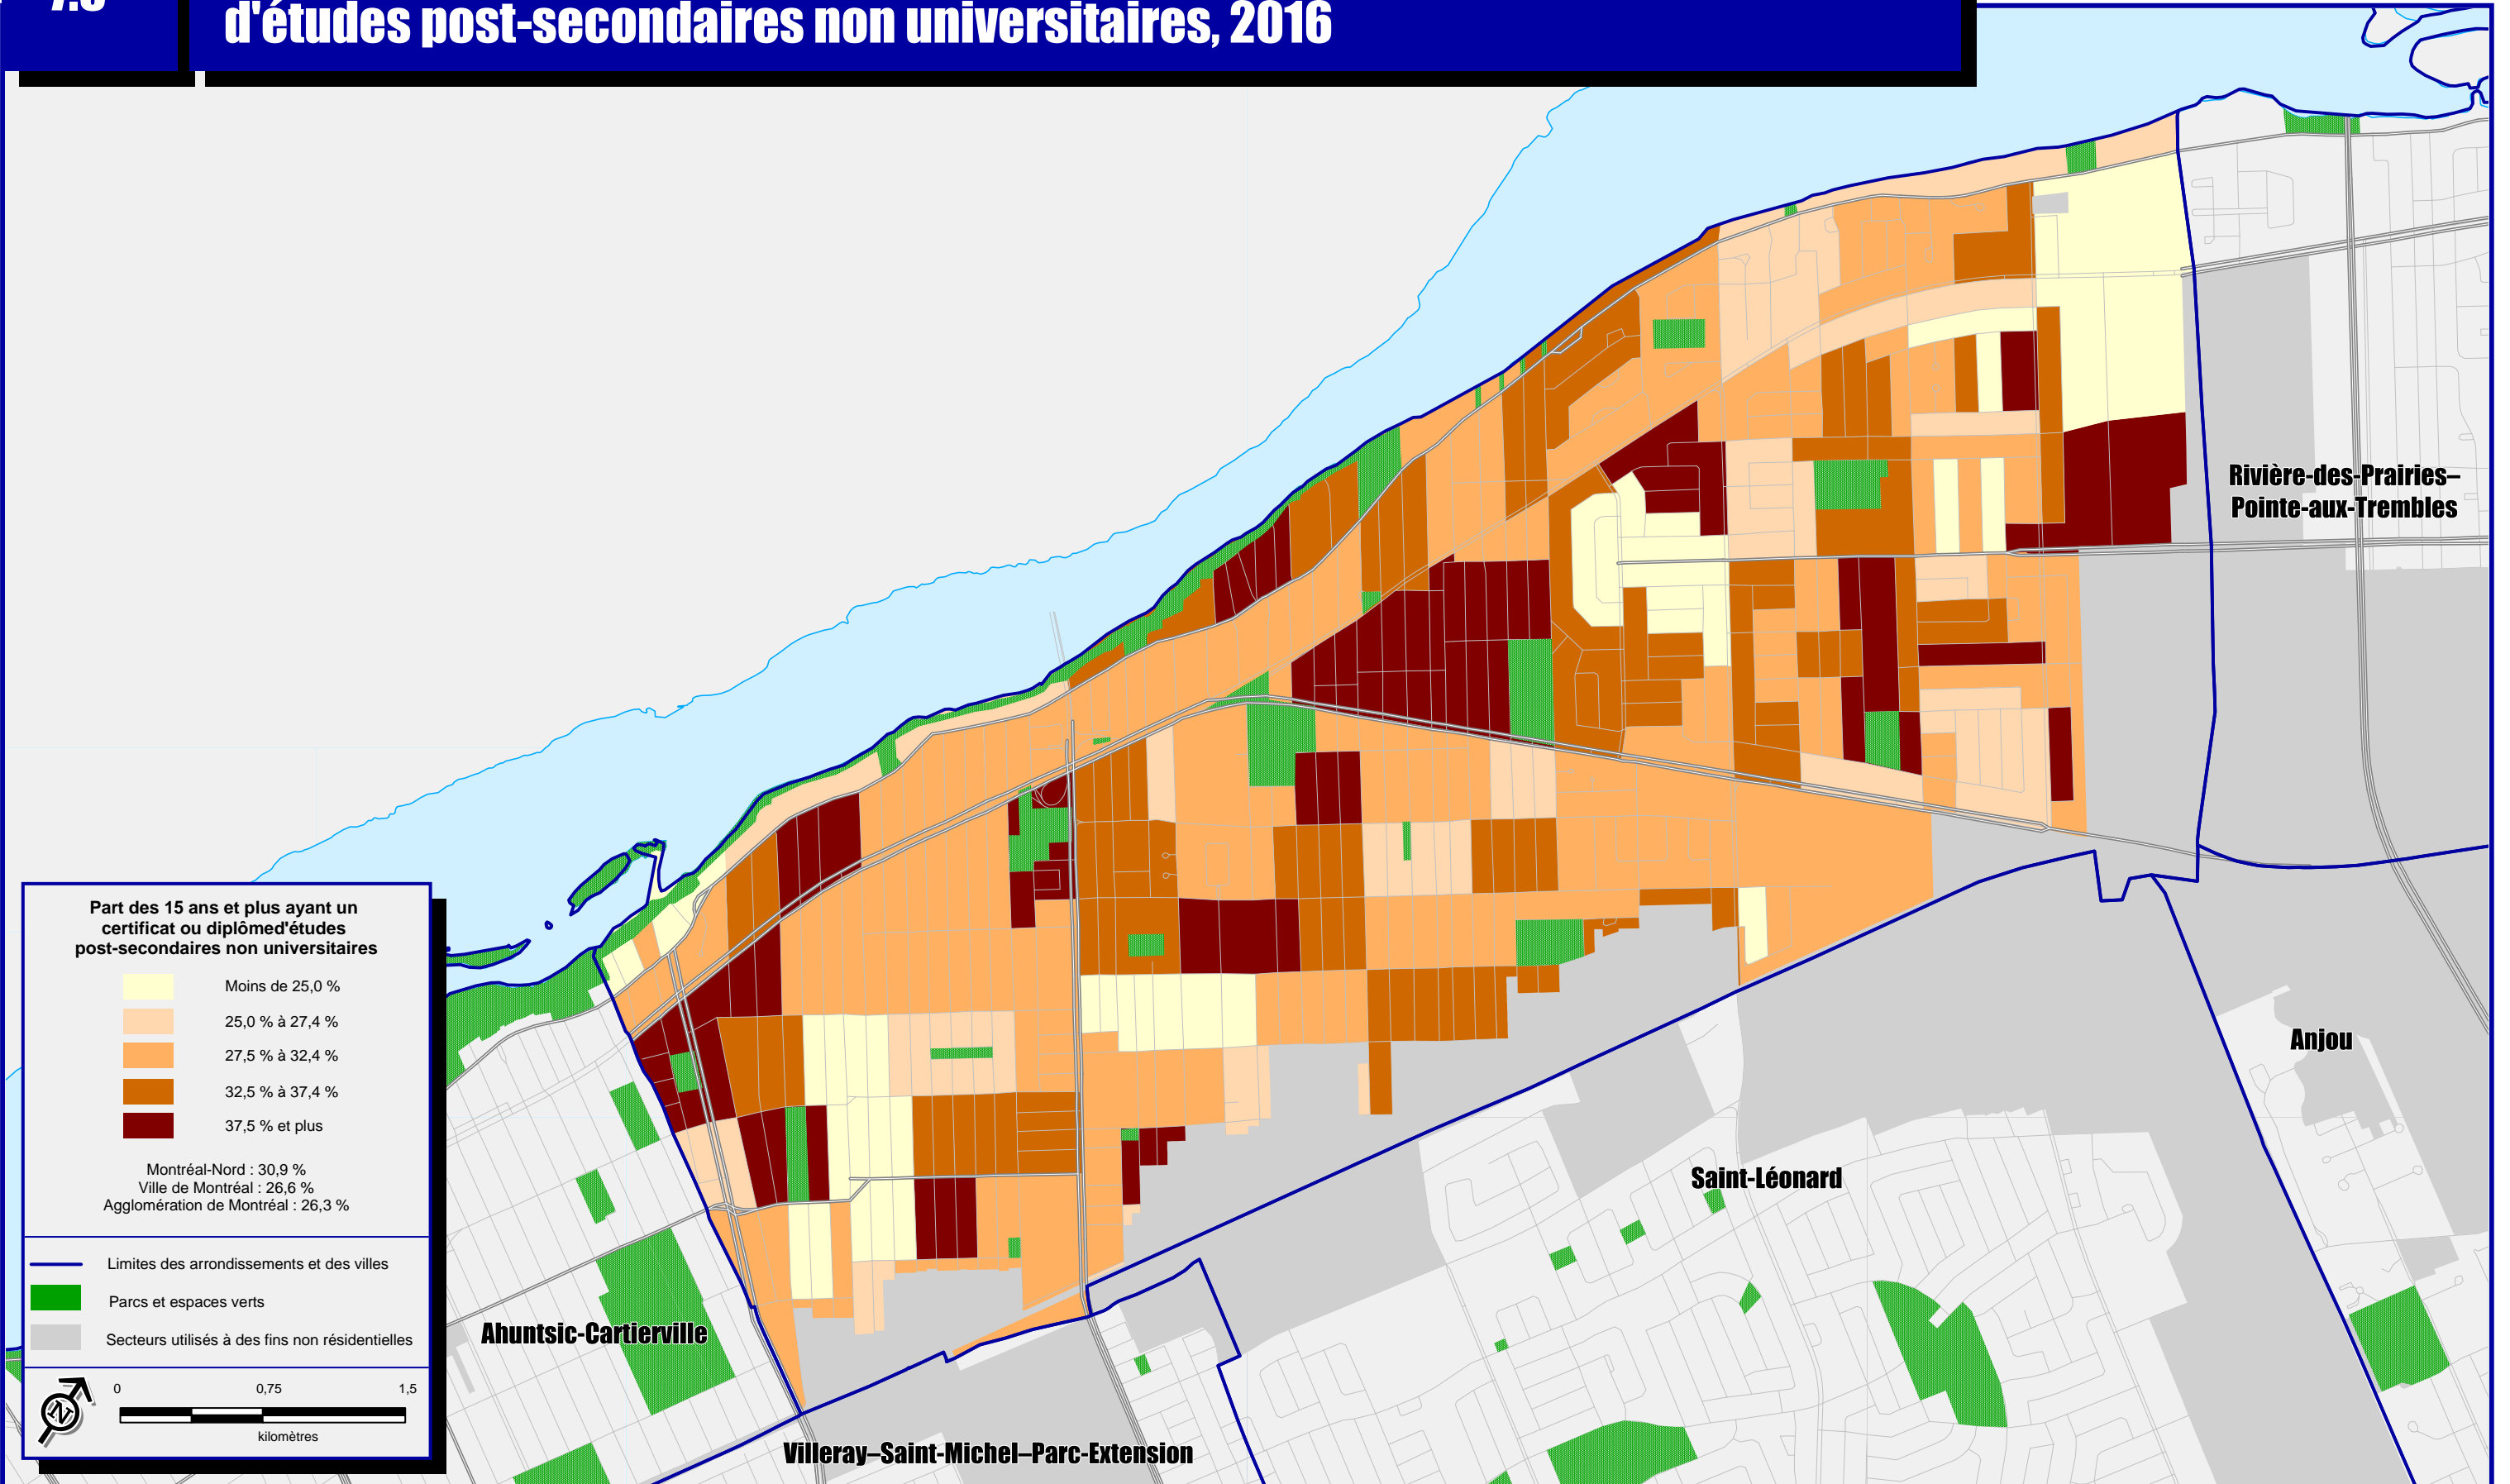 d'études post-secondaires non universitaires, 2016
Rivière-des-Prairies–
Pointe-aux-Trembles
Anjou
Saint-Léonard
Ahuntsic-Cartierville
Villeray–Saint-Michel–Parc-Extension
Part des 15 ans et plus ayant un
certificat ou diplômed'études
post-secondaires non universitaires
Moins de 25,0 %
25,0 % à 27,4 %
27,5 % à 32,4 %
32,5 % à 37,4 %
37,5 % et plus
Montréal-Nord : 30,9 %
Ville de Montréal : 26,6 %
Agglomération de Montréal : 26,3 %
Limites des arrondissements et des villes
Parcs et espaces verts
Secteurs utilisés à des fins non résidentielles
N
0 0,75 1,5
kilomètres